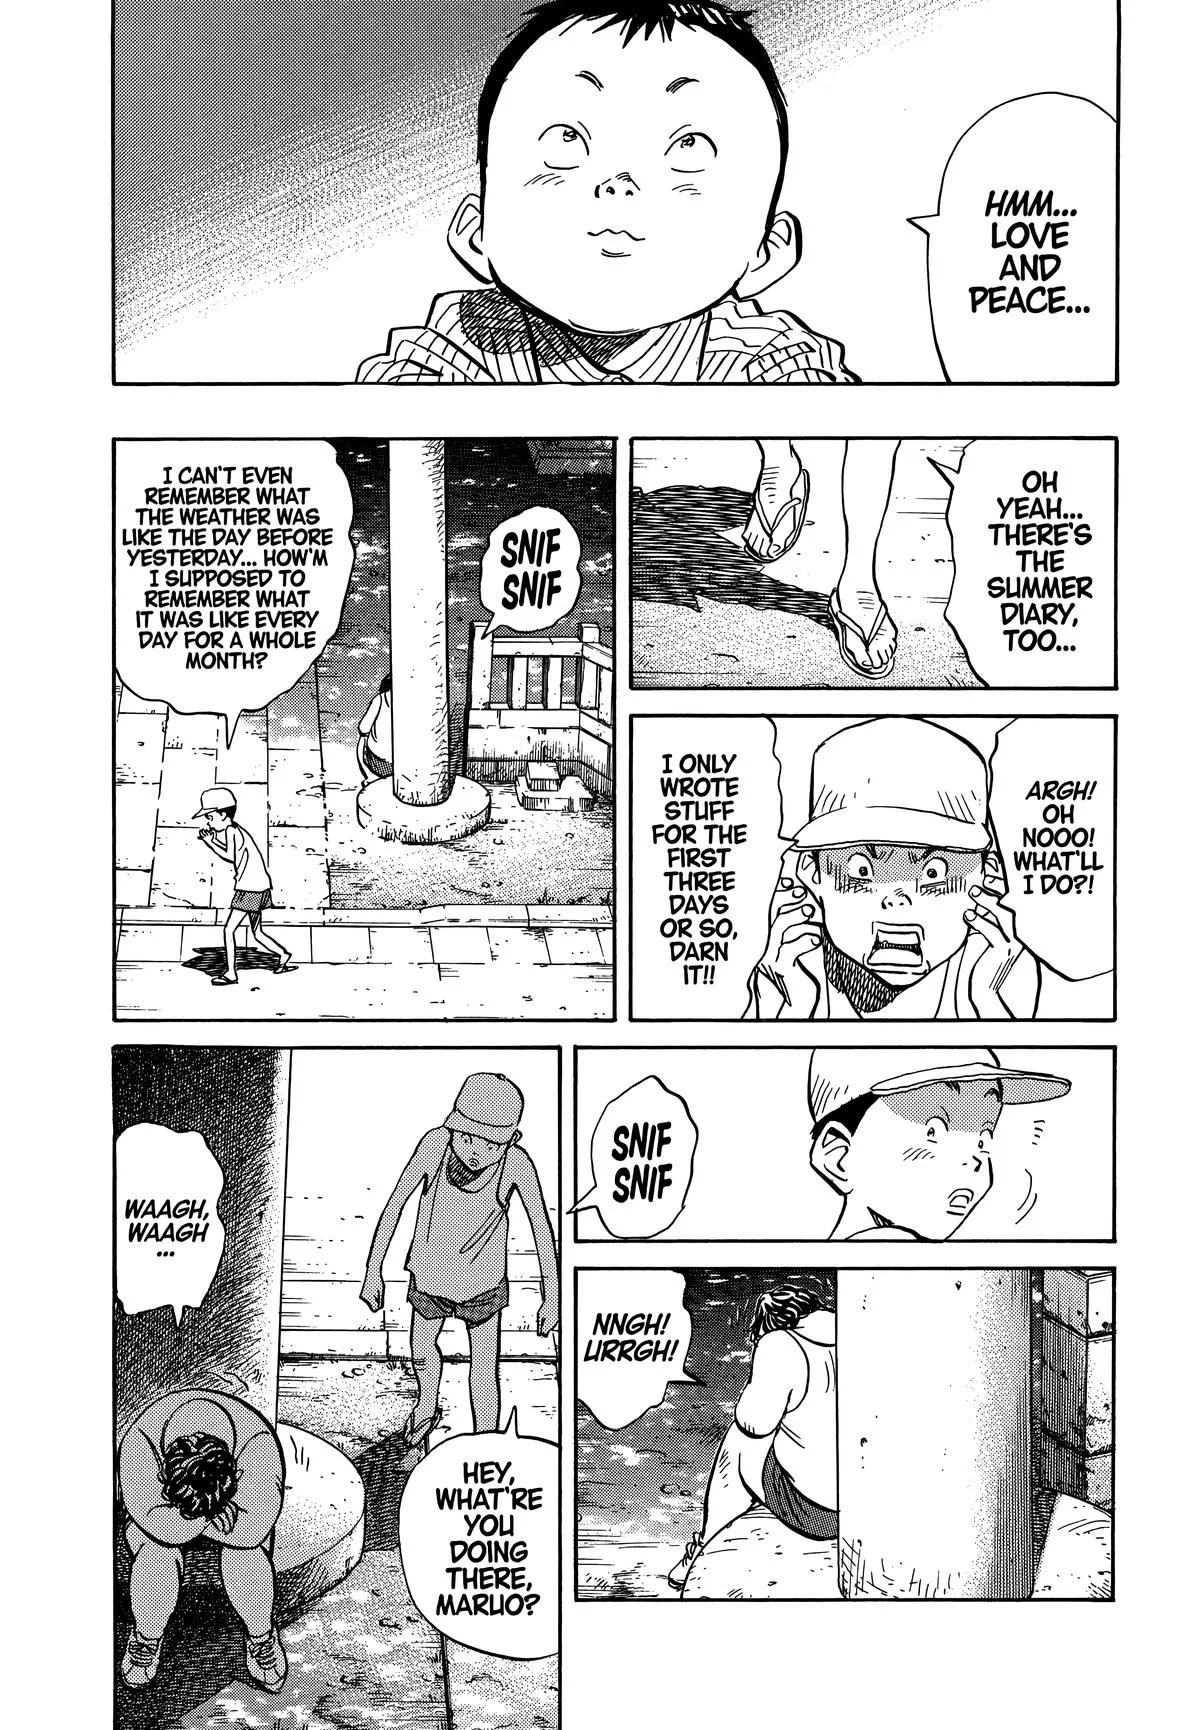 HMM...
LOVE
AND
PEACE...
OH
YEAH...
THERE'S
THE
SUMMER
DIARY,
TOO...
ARGH!
OH
NOOO!
WHAT'LL
I DO?!
I ONLY
WROTE
STUFF
FOR THE
FIRST
THREE
DAYS
OR SO,
DARN
IT!!
SNIF
SNIF
I CAN'T EVEN
REMEMBER WHAT
THE WEATHER WAS
LIKE THE DAY BEFORE
YESTERDAY... HOW'M
I SUPPOSED TO
REMEMBER WHAT
IT WAS LIKE EVERY
DAY FOR A WHOLE
MONTH?
SNIF
SNIF
NNGH!
URRGH!
HEY,
WHAT'RE
YOU
DOING
THERE,
MARUO?
WAAGH,
WAAGH
...